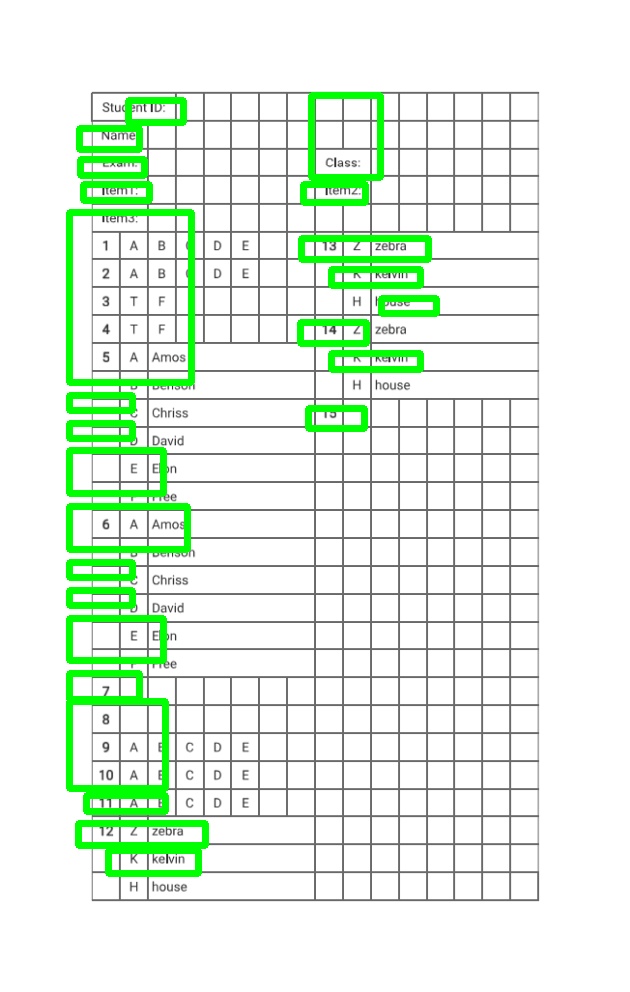 Student ID:
Name
Exam:
Class:
Item1:
Item2:
Item3:
1 A B C D E
2 A B C D E
3 T F
4 T F
5 A Amos
B Benson
C Chriss
D David
E Elon
F Free
6 A Amos
B Benson
C Chriss
D David
E Elon
F Free
7
8
9 A B C D E
10 A B C D E
11 A B C D E
12 Z zebra
K kelvin
H house
13 Z zebra
K kelvin
H house
14 Z zebra
K kelvin
H house
15